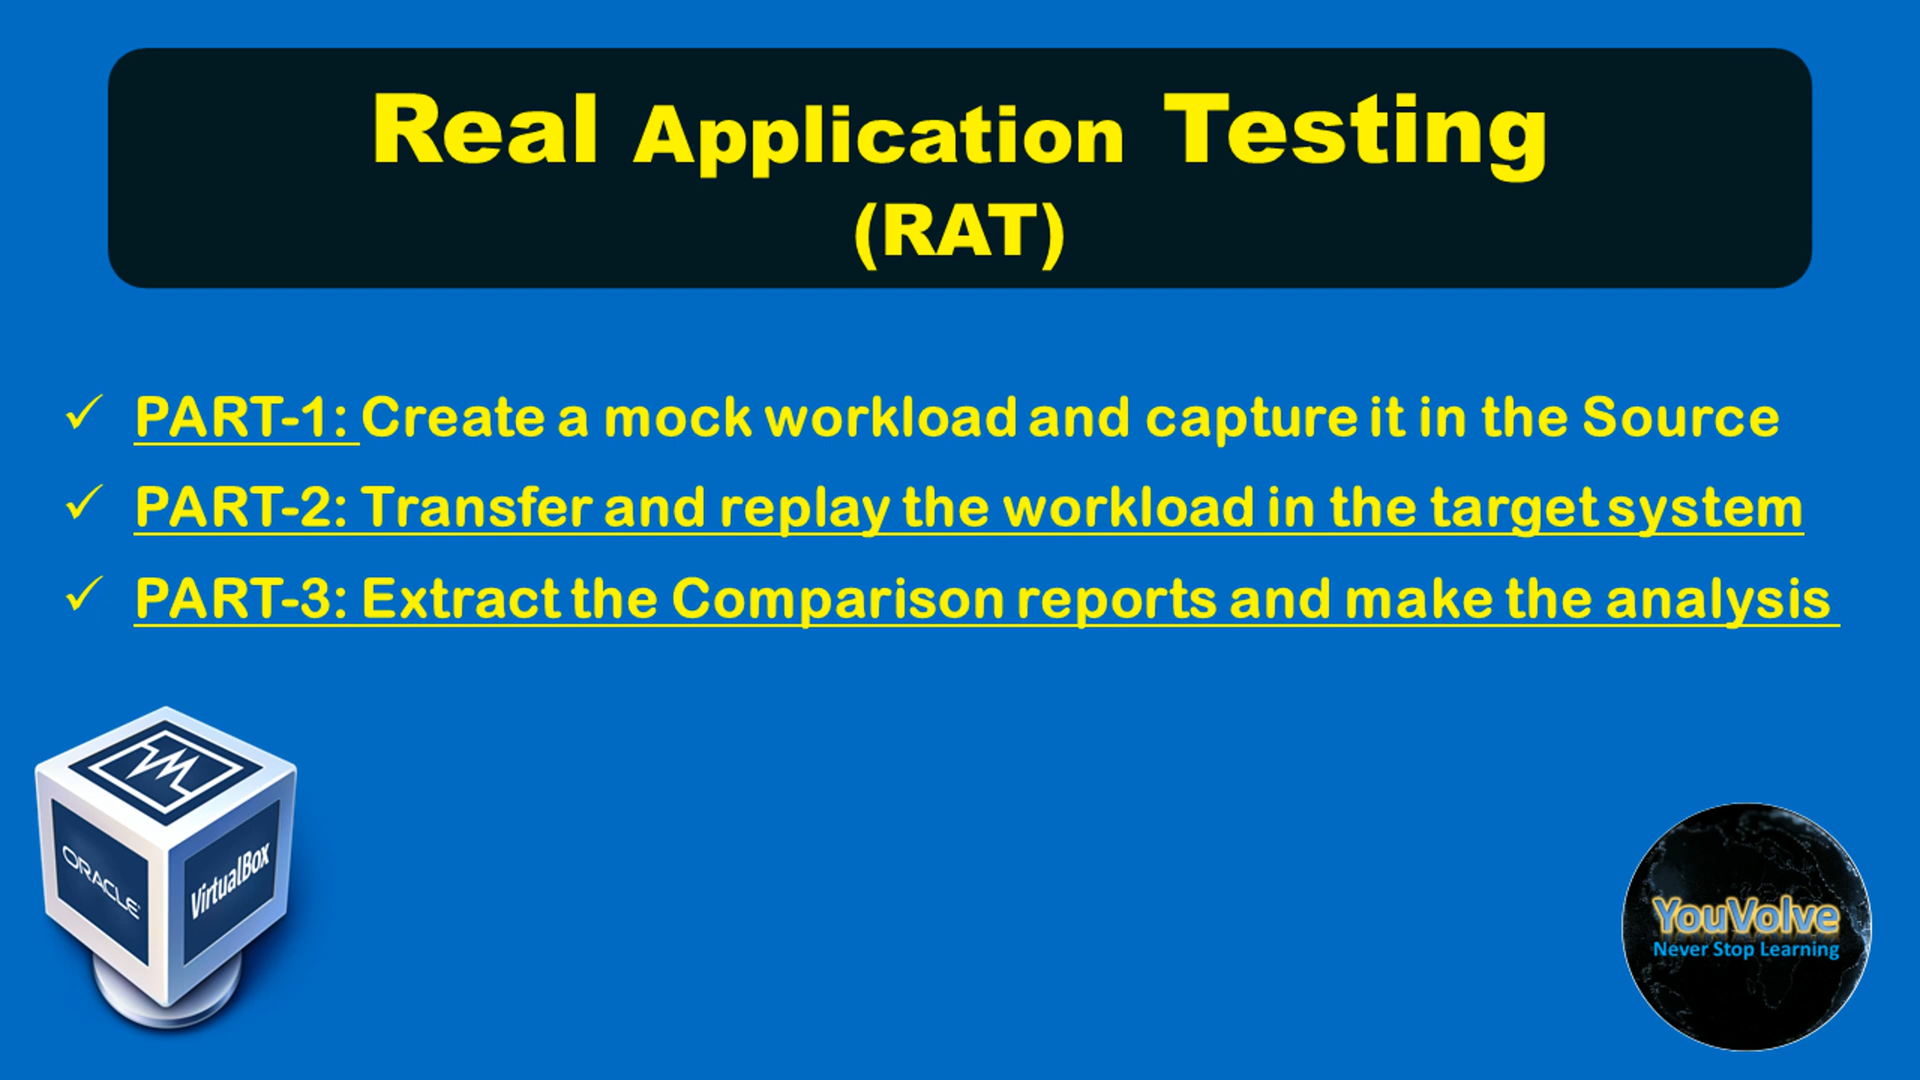 Real Application Testing
(RAT)
✓ PART-1: Create a mock workload and capture it in the Source
✓ PART-2: Transfer and replay the workload in the target system
✓ PART-3: Extract the Comparison reports and make the analysis
ORACLE
VirtualBox
YouVolve
Never Stop Learning